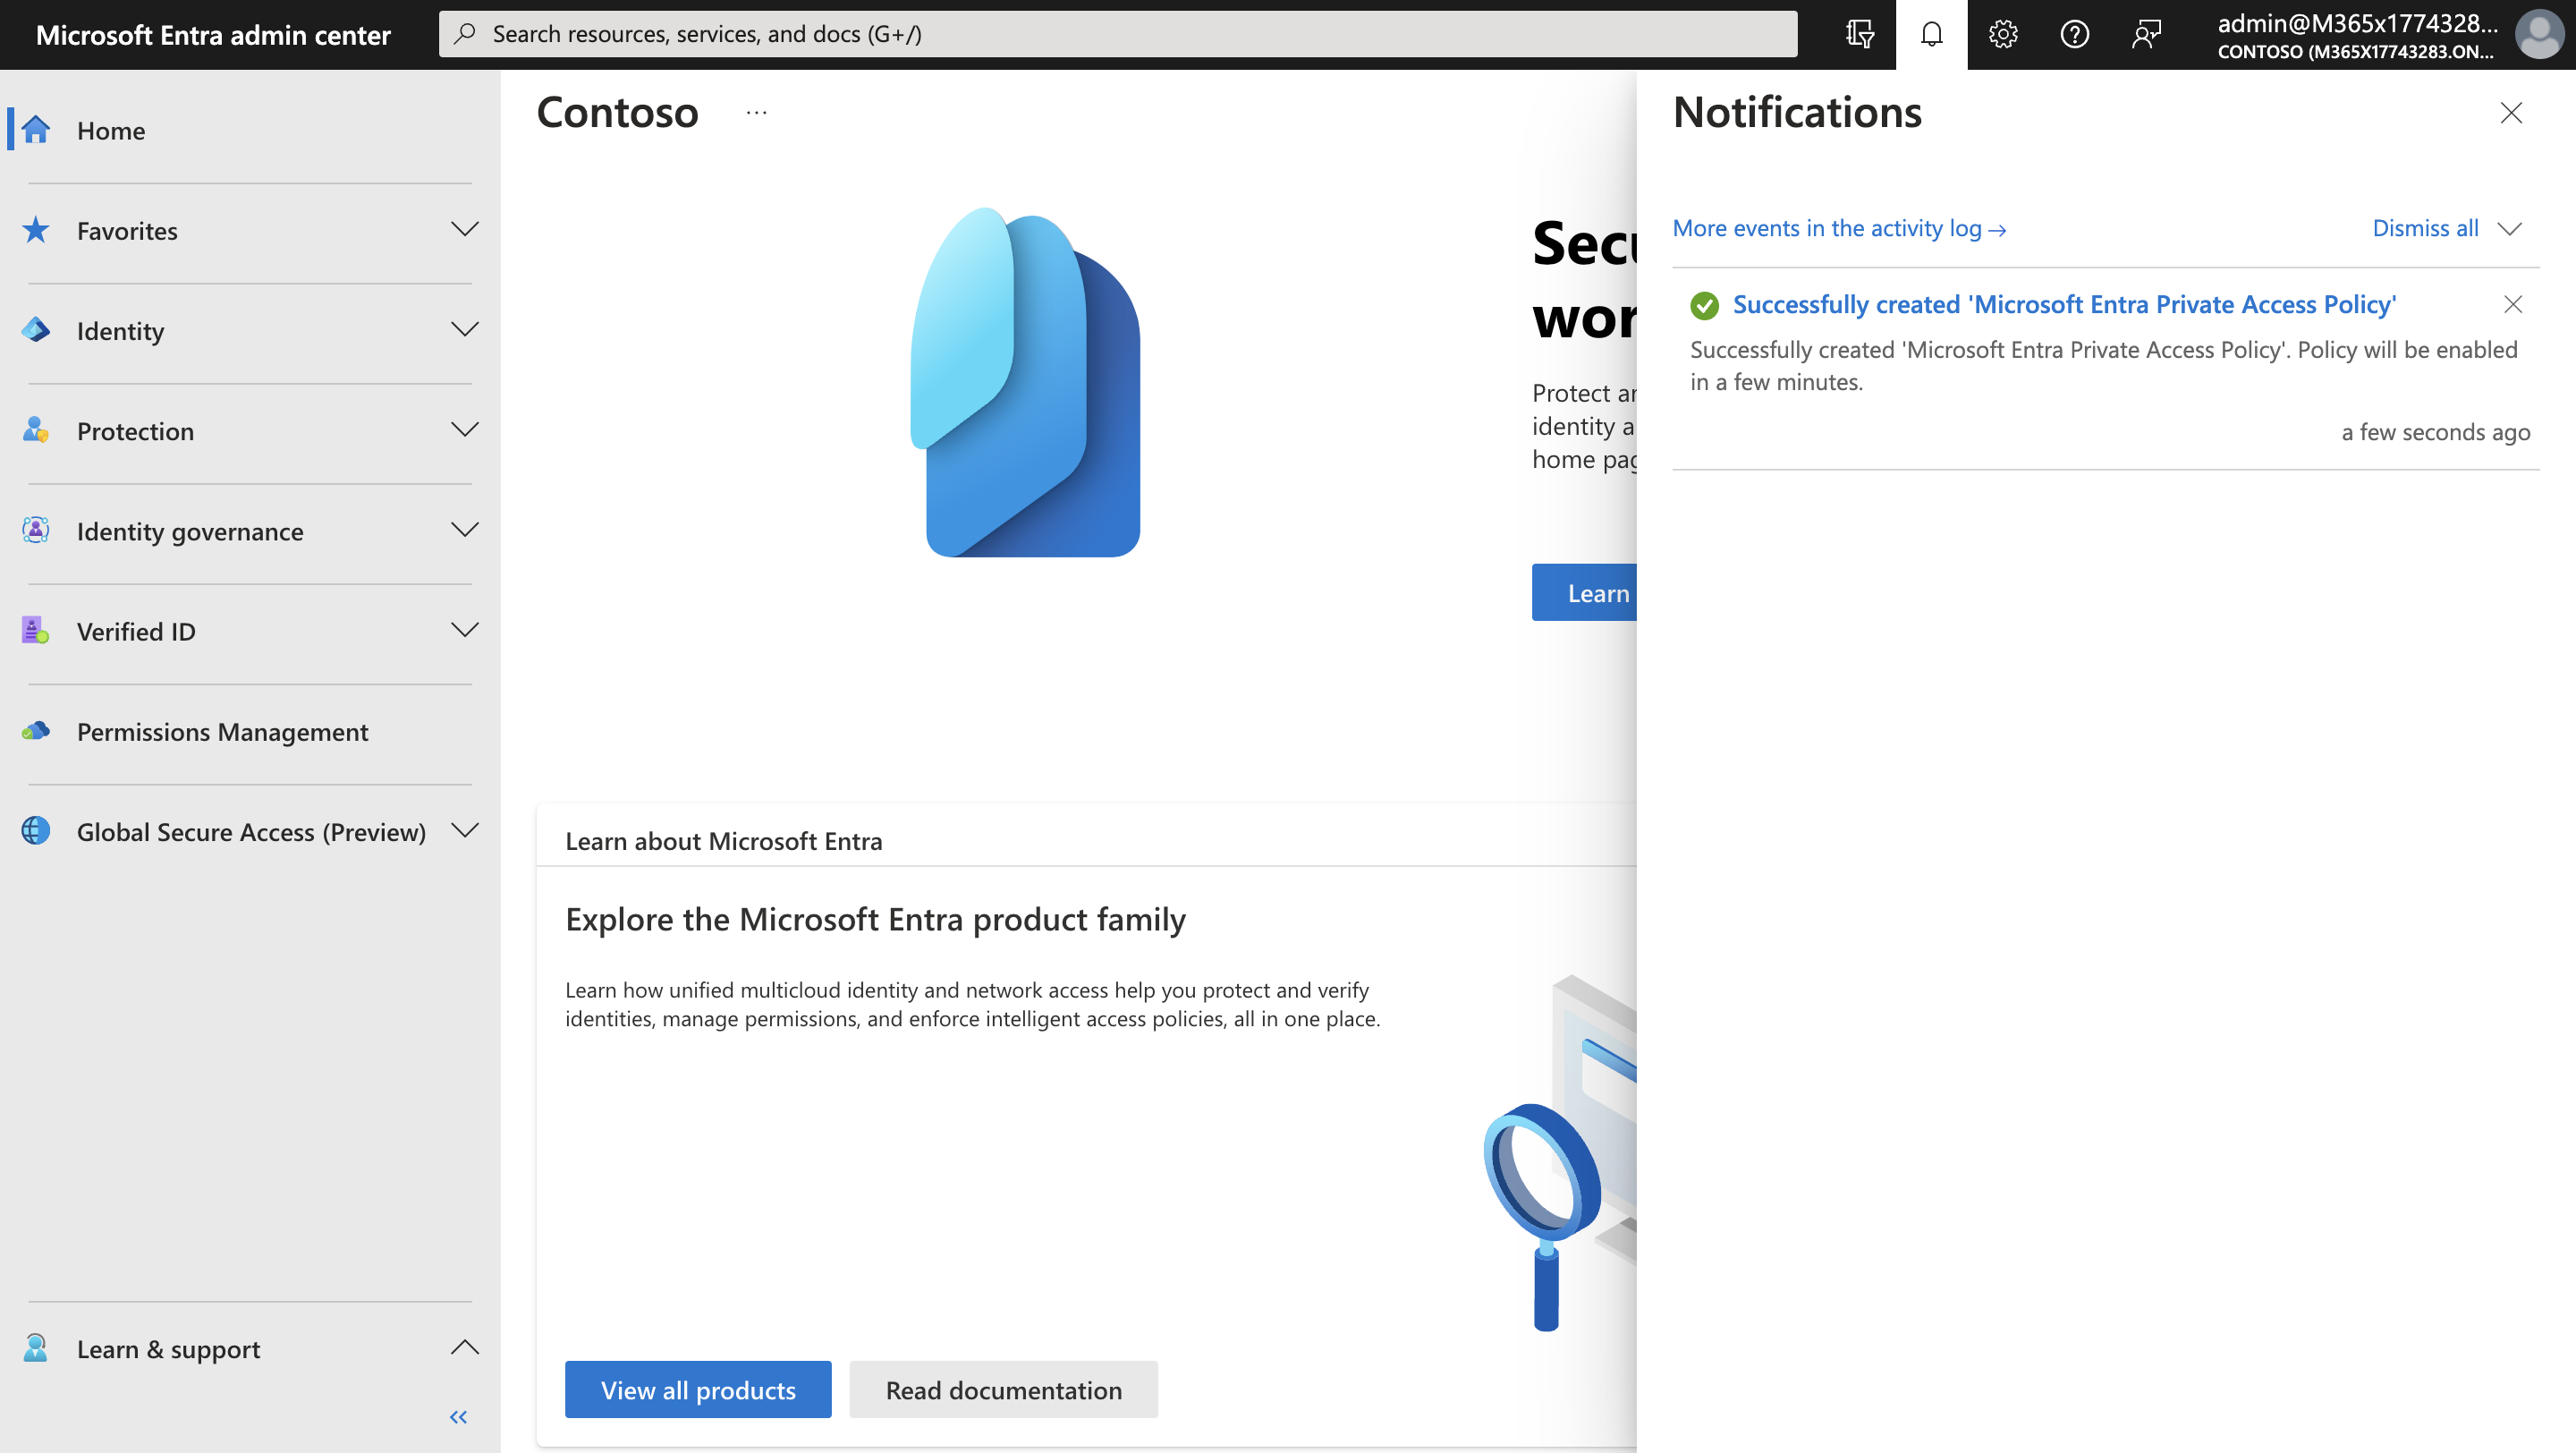 Microsoft Entra admin center
Search resources, services, and docs (G+/)
admin@M365x1774328...
CONTOSO (M365X17743283.ON...
Home
Favorites
Identity
Protection
Identity governance
Verified ID
Permissions Management
Global Secure Access (Preview)
Learn & support
Contoso
...
Protect
identity
home
Learn
Learn about Microsoft Entra
Explore the Microsoft Entra product family
Learn how unified multicloud identity and network access help you protect and verify
identities, manage permissions, and enforce intelligent access policies, all in one place.
View all products
Read documentation
Notifications
More events in the activity log→
Dismiss all
Successfully created 'Microsoft Entra Private Access Policy'
Successfully created 'Microsoft Entra Private Access Policy'. Policy will be enabled
in a few minutes.
a few seconds ago